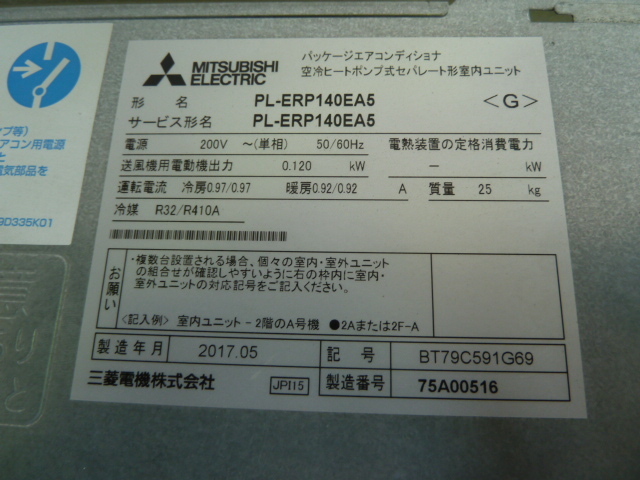 MITSUBISHI
ELECTRIC
パッケージエアコンディショナ
空冷ヒートポンプ式セパレート形室内ユニット
形 名 PL-ERP140EA5 <G>
サービス形名 PL-ERP140EA5
電源 200V ～(単相) 50/60Hz 電熱装置の定格消費電力
送風機用電動機出力 0.120 kW — kW
運転電流 冷房0.97/0.97 暖房0.92/0.92 A 質量 25 kg
冷媒 R32/R410A
お願い
・複数台設置される場合、個々の室内・室外ユニット
の組合せが確認しやすいように右の枠内に室内・
室外ユニットの対応記号をご記入ください。
<記入例> 室内ユニット - 2階のA号機 ●2Aまたは2F-A
製造年月 2017.05 記号 BT79C591G69
三菱電機株式会社 JPI15 製造番号 75A00516
プ等)
アコン用電源
と
電気部品を
9D335K01